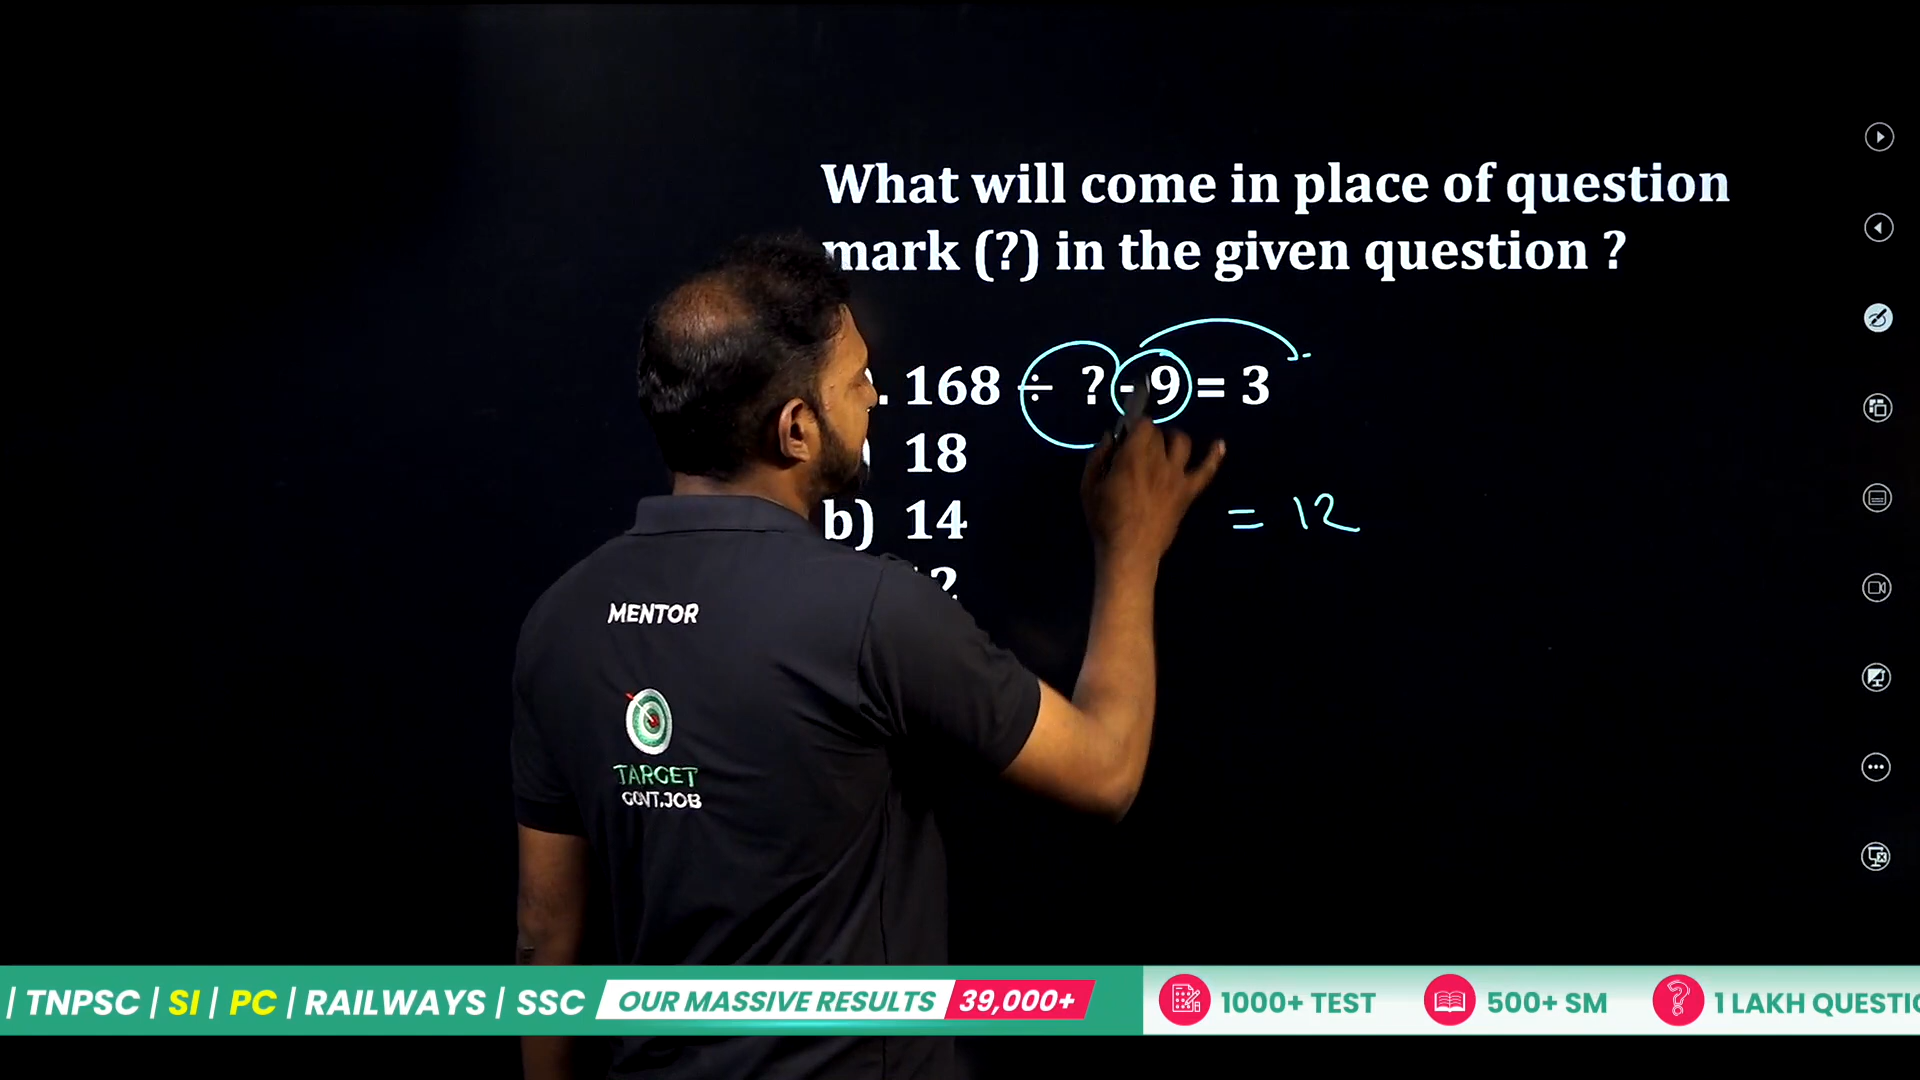 What will come in place of question
mark (?) in the given question ?
. 168 ÷ ? - 9 = 3
) 18
b) 14
12
= 12
MENTOR
TARGET
GOVT.JOB
| TNPSC | SI | PC | RAILWAYS | SSC OUR MASSIVE RESULTS 39,000+ 1000+ TEST 500+ SM 1 LAKH QUESTIO